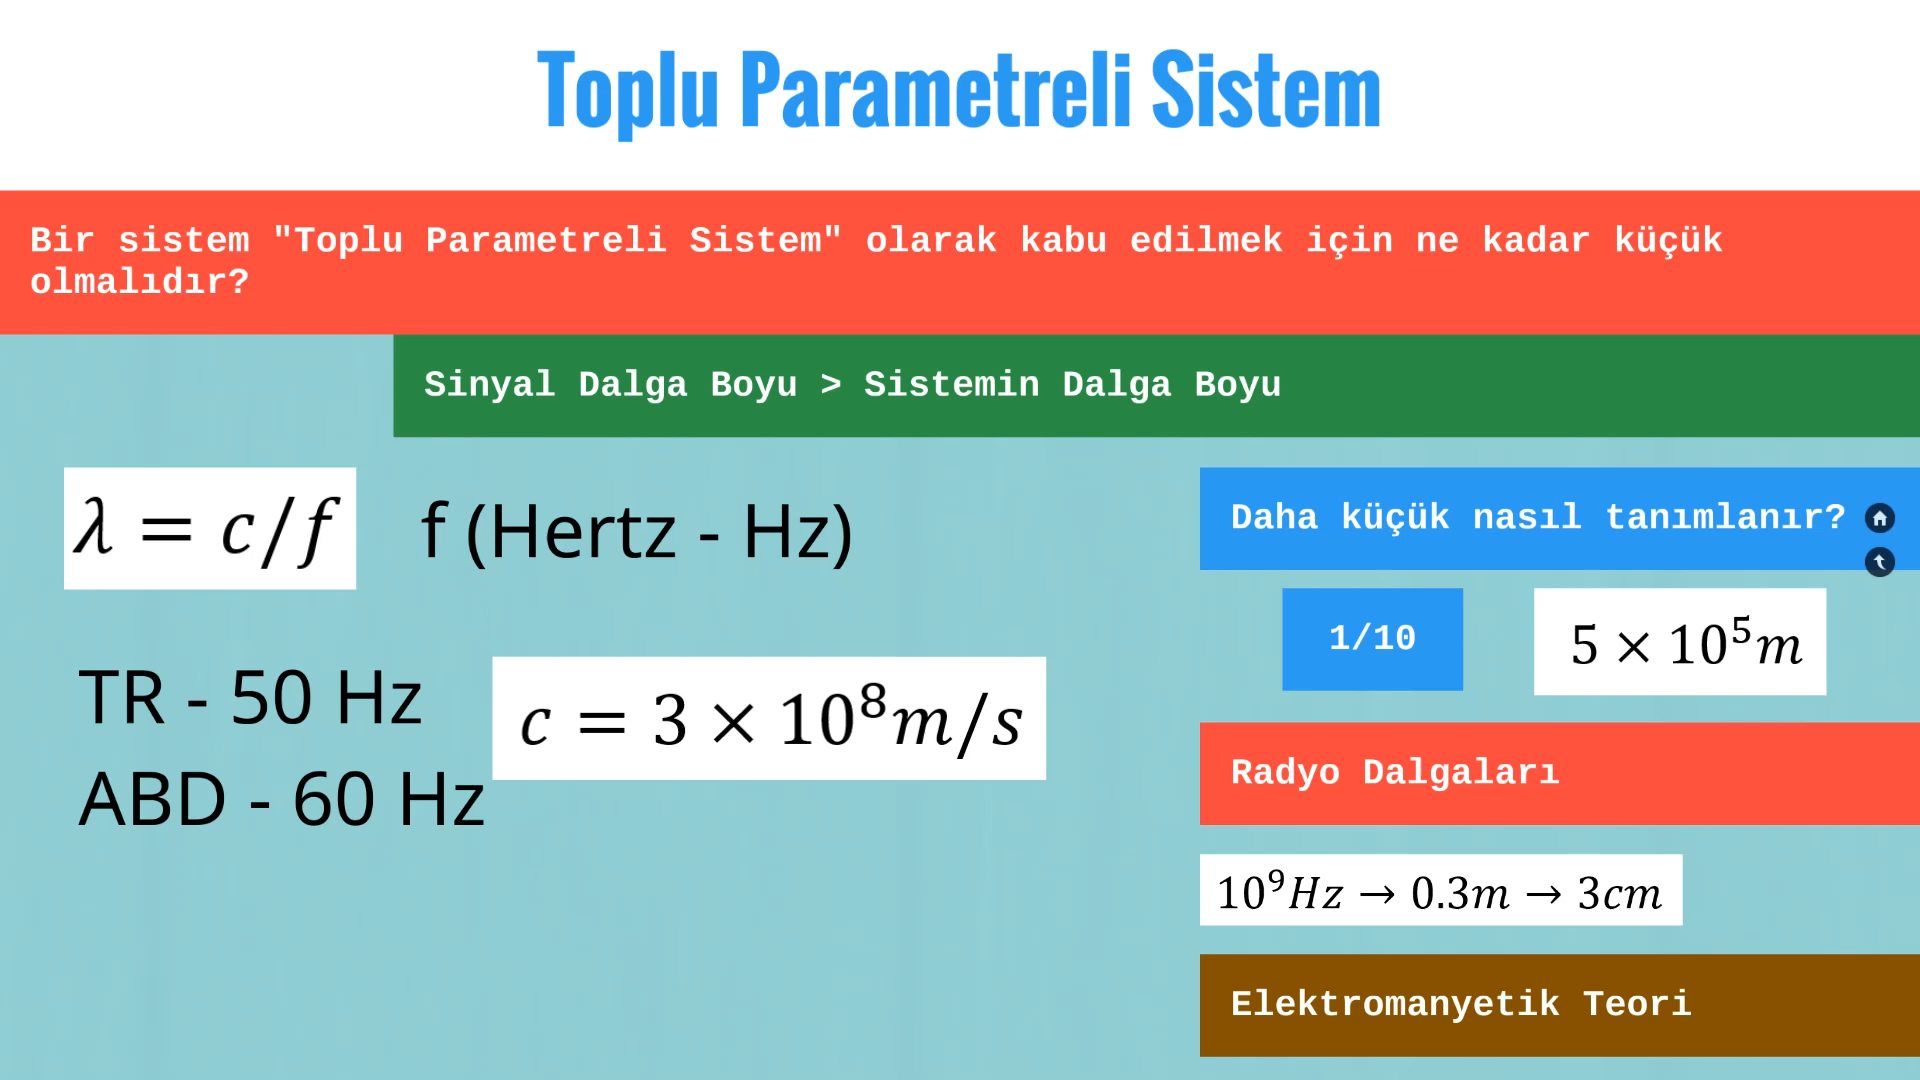 Toplu Parametreli Sistem
Bir sistem "Toplu Parametreli Sistem" olarak kabu edilmek için ne kadar küçük
olmalıdır?
Sinyal Dalga Boyu > Sistemin Dalga Boyu
λ = c/f
f (Hertz - Hz)
TR - 50 Hz
ABD - 60 Hz
c = 3 × 10⁸m/s
Daha küçük nasıl tanımlanır?
1/10
5 × 10⁵m
Radyo Dalgaları
10⁹Hz → 0.3m → 3cm
Elektromanyetik Teori